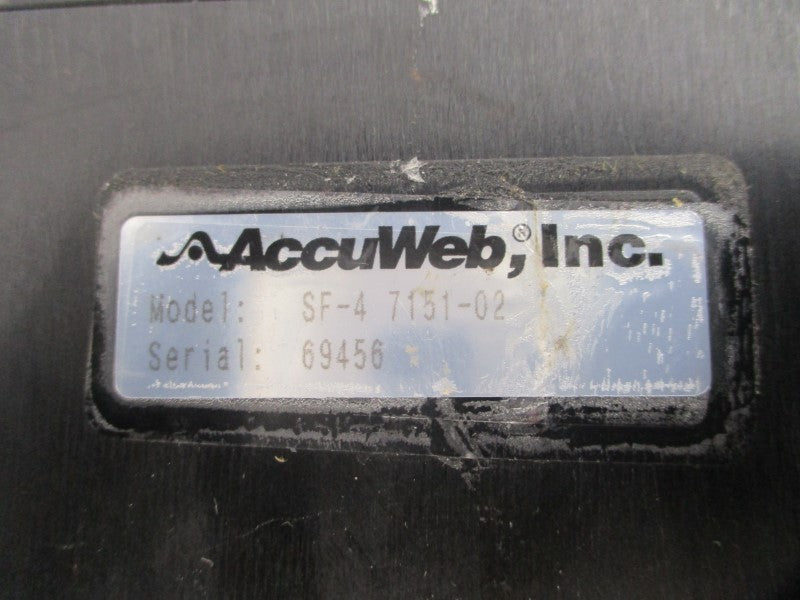 AccuWeb,® Inc.
Model: SF-4 7151-02
Serial: 69456